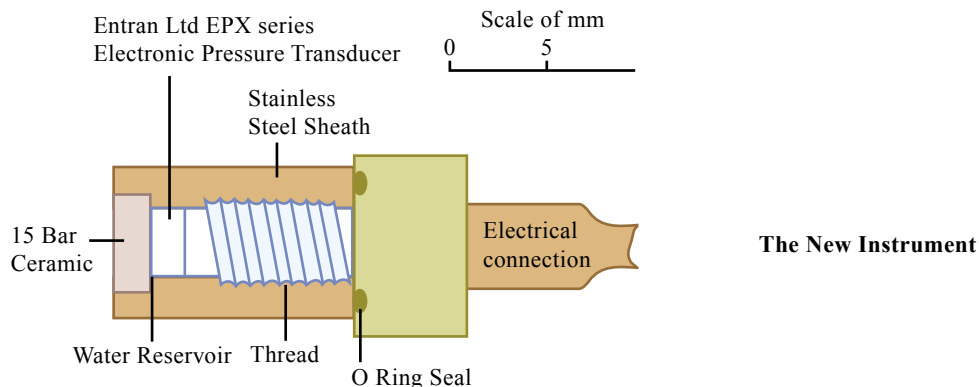 Entran Ltd EPX series
Electronic Pressure Transducer
Scale of mm
0 5
Stainless
Steel Sheath
15 Bar
Ceramic
Electrical
connection
The New Instrument
Water Reservoir
Thread
O Ring Seal